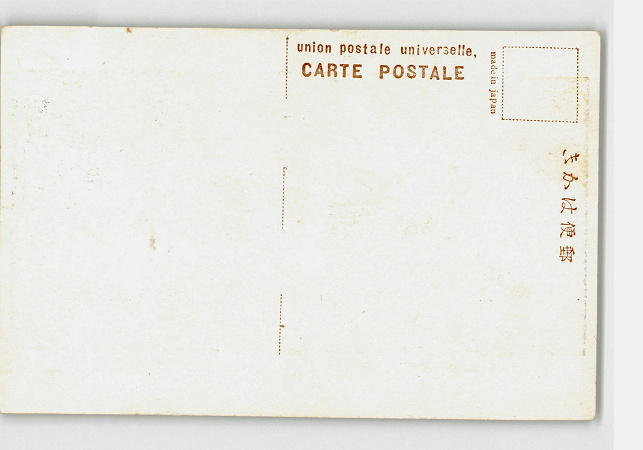 union postale universelle,
CARTE POSTALE
made in japan
きかは便郵